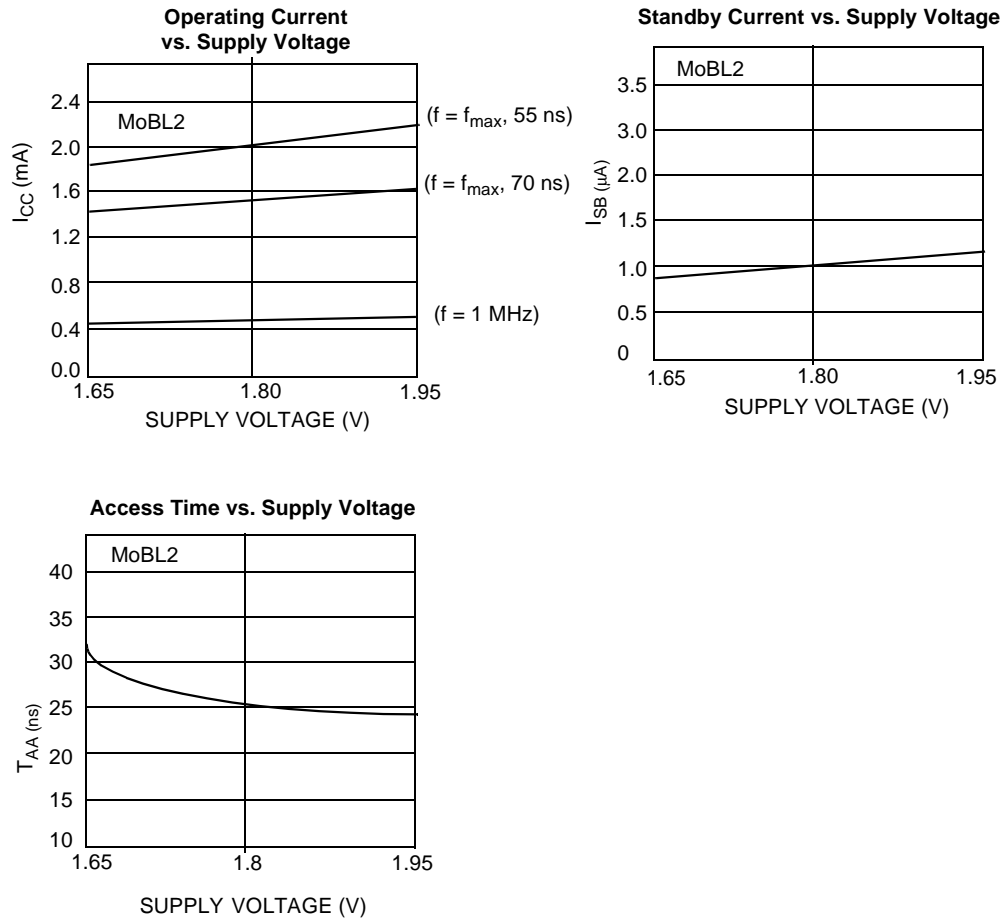 Operating Current
vs. Supply Voltage
MoBL2
2.4
2.0
1.6
1.2
0.8
0.4
0.0
ICC (mA)
(f = fmax, 55 ns)
(f = fmax, 70 ns)
(f = 1 MHz)
1.65 1.80 1.95
SUPPLY VOLTAGE (V)
Standby Current vs. Supply Voltage
MoBL2
3.5
3.0
2.0
1.5
1.0
0.5
0
ISB (µA)
1.65 1.80 1.95
SUPPLY VOLTAGE (V)
Access Time vs. Supply Voltage
MoBL2
40
35
30
25
20
15
10
TAA (ns)
1.65 1.8 1.95
SUPPLY VOLTAGE (V)